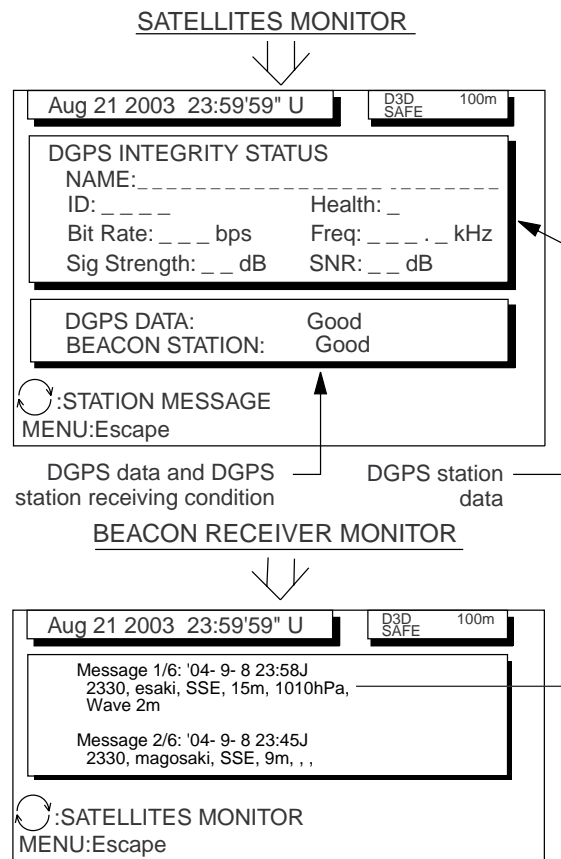 SATELLITES MONITOR
Aug 21 2003 23:59'59" U
D3D 100m
SAFE
DGPS INTEGRITY STATUS
NAME:_ _ _ _ _ _ _ _ _ _ _ _ _ _ _ _ _ _ _ _ _ _ _ _ _ _
ID: _ _ _ _ Health: _
Bit Rate: _ _ _ bps Freq: _ _ _ . _ kHz
Sig Strength: _ _ dB SNR: _ _ dB
DGPS DATA: Good
BEACON STATION: Good
:STATION MESSAGE
MENU:Escape
DGPS data and DGPS
station receiving condition
DGPS station
data
BEACON RECEIVER MONITOR
Aug 21 2003 23:59'59" U
D3D 100m
SAFE
Message 1/6: '04- 9- 8 23:58J
2330, esaki, SSE, 15m, 1010hPa,
Wave 2m
Message 2/6: '04- 9- 8 23:45J
2330, magosaki, SSE, 9m, , ,
:SATELLITES MONITOR
MENU:Escape